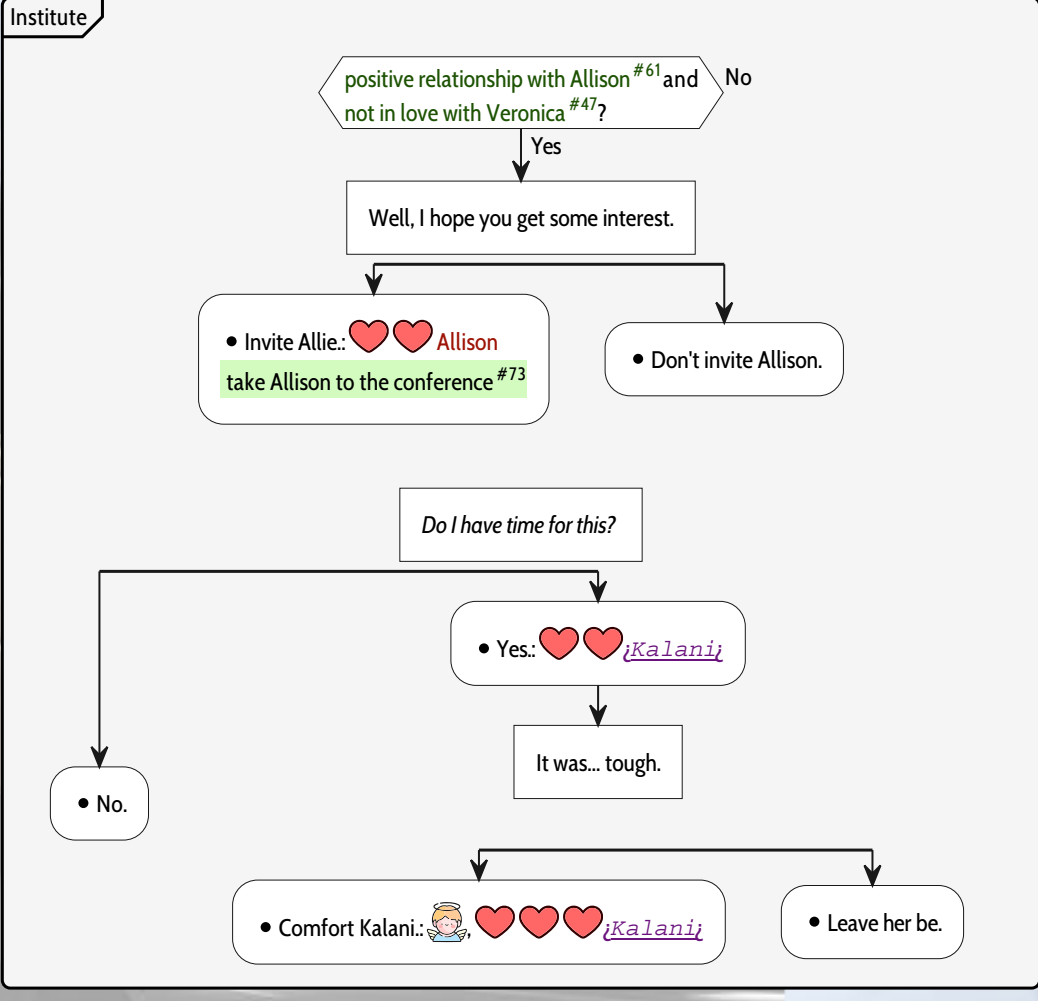 Institute
positive relationship with Allison #61 and
No
not in love with Veronica #47?
Yes
Well, I hope you get some interest.
• Invite Allie.: Allison
take Allison to the conference #73
• Don't invite Allison.
Do I have time for this?
• Yes.: ¿Kalani¿
It was... tough.
• No.
• Comfort Kalani.: , ¿Kalani¿
• Leave her be.